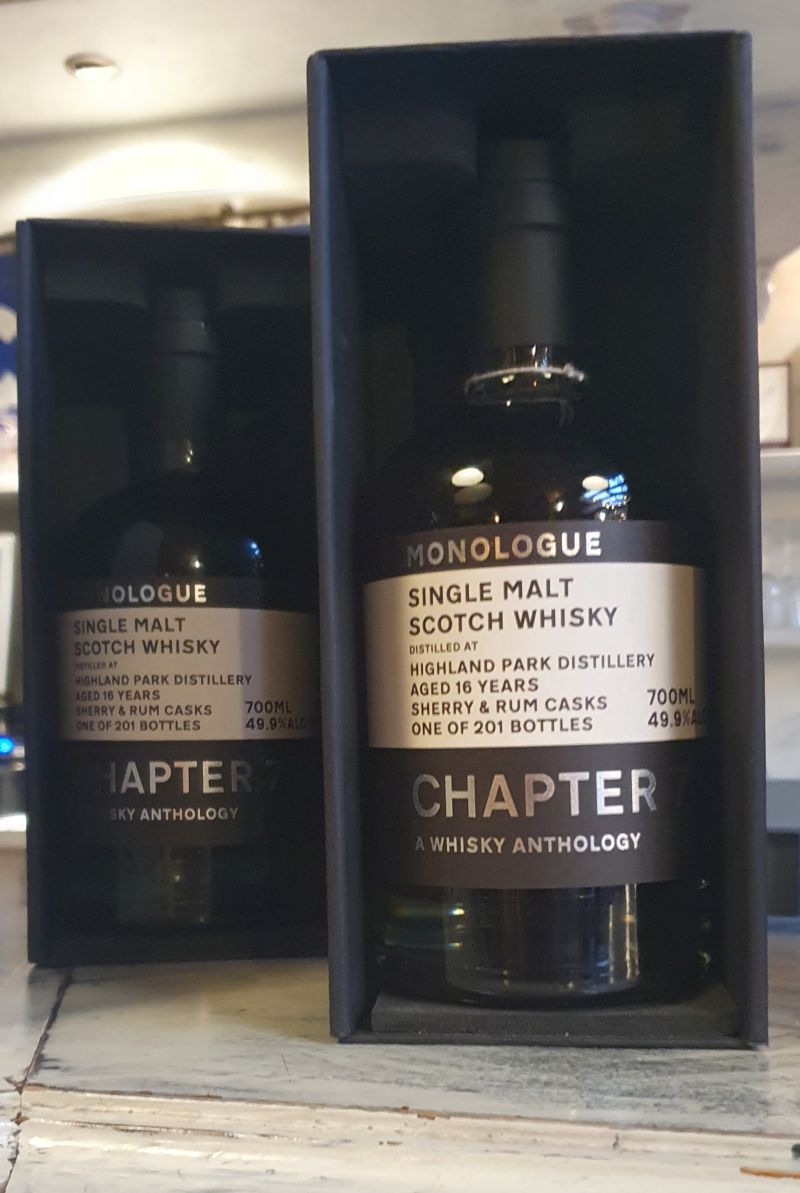 MONOLOGUE
SINGLE MALT
SCOTCH WHISKY
DISTILLED AT
HIGHLAND PARK DISTILLERY
AGED 16 YEARS
SHERRY & RUM CASKS
ONE OF 201 BOTTLES
700ML
49.9%ALC
CHAPTER 7
A WHISKY ANTHOLOGY
NOLOGUE
SINGLE MALT
SCOTCH WHISKY
DISTILLED AT
HIGHLAND PARK DISTILLERY
AGED 16 YEARS
SHERRY & RUM CASKS
ONE OF 201 BOTTLES
700ML
49.9%ALC
HAPTER 7
SKY ANTHOLOGY